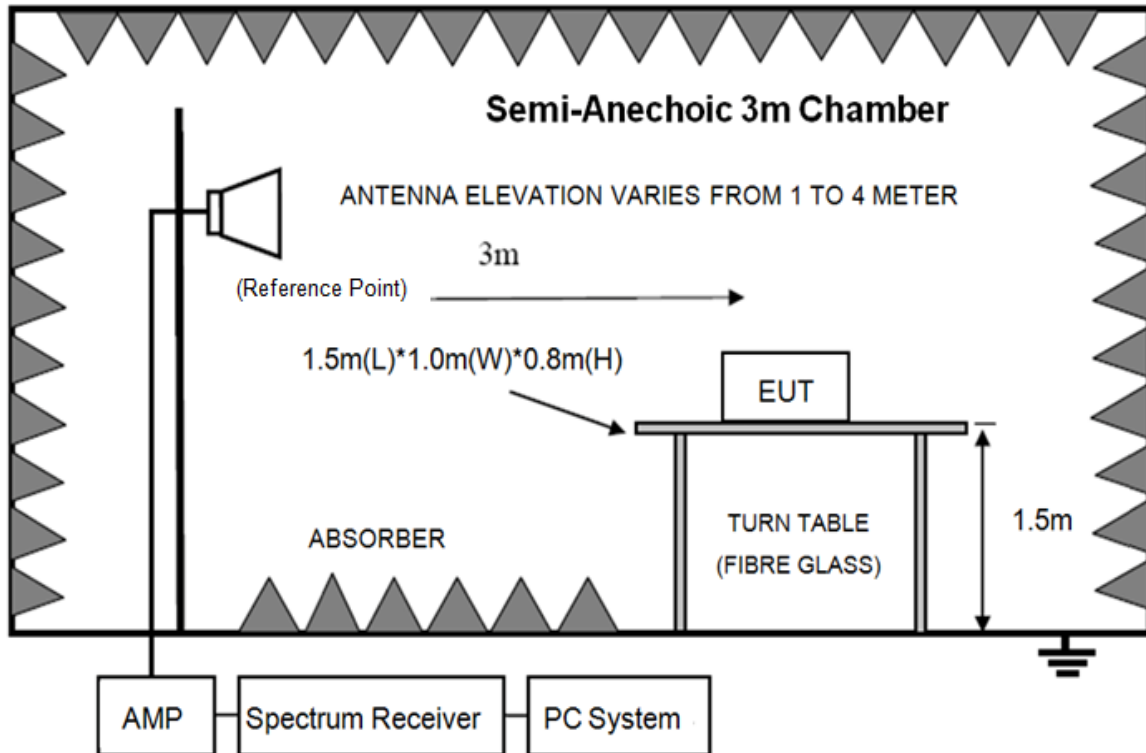 Semi-Anechoic 3m Chamber
ANTENNA ELEVATION VARIES FROM 1 TO 4 METER
3m
(Reference Point)
1.5m(L)*1.0m(W)*0.8m(H)
EUT
1.5m
TURN TABLE
(FIBRE GLASS)
ABSORBER
AMP
Spectrum Receiver
PC System